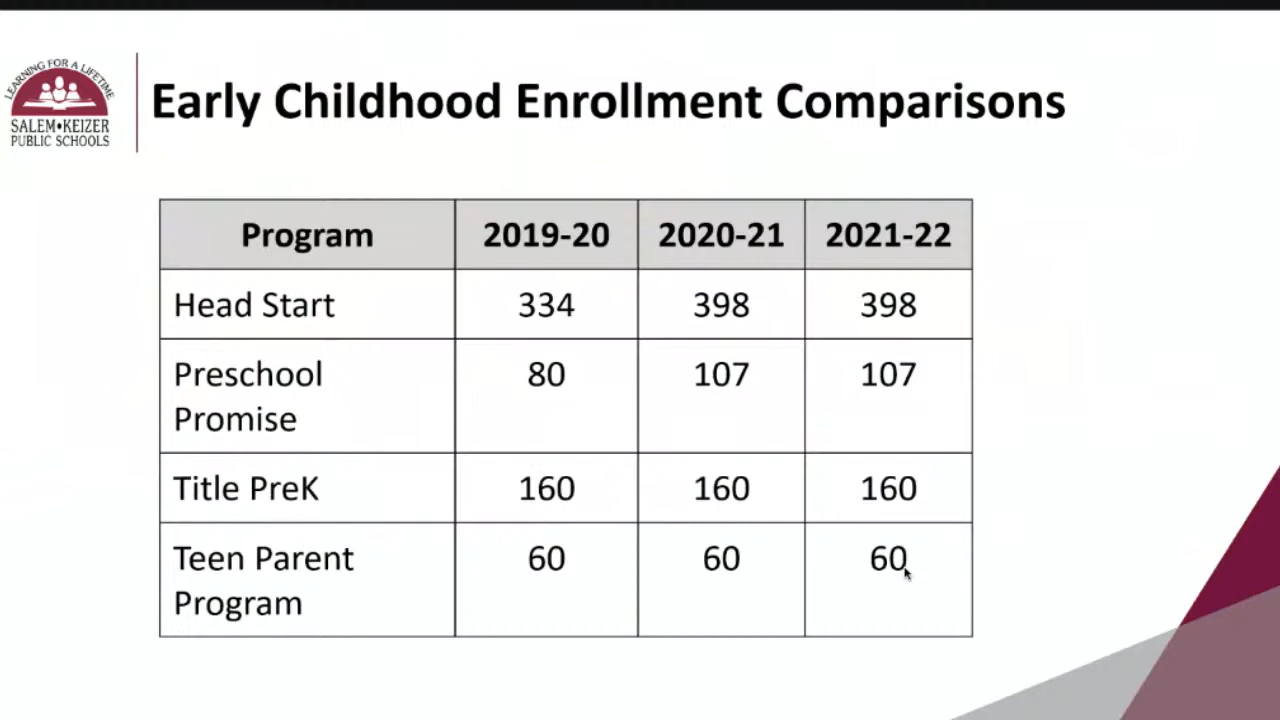 LEARNING FOR A LIFETIME
SALEM•KEIZER
PUBLIC SCHOOLS
Early Childhood Enrollment Comparisons
Program 2019-20 2020-21 2021-22
Head Start 334 398 398
Preschool 80 107 107
Promise
Title PreK 160 160 160
Teen Parent 60 60 60
Program